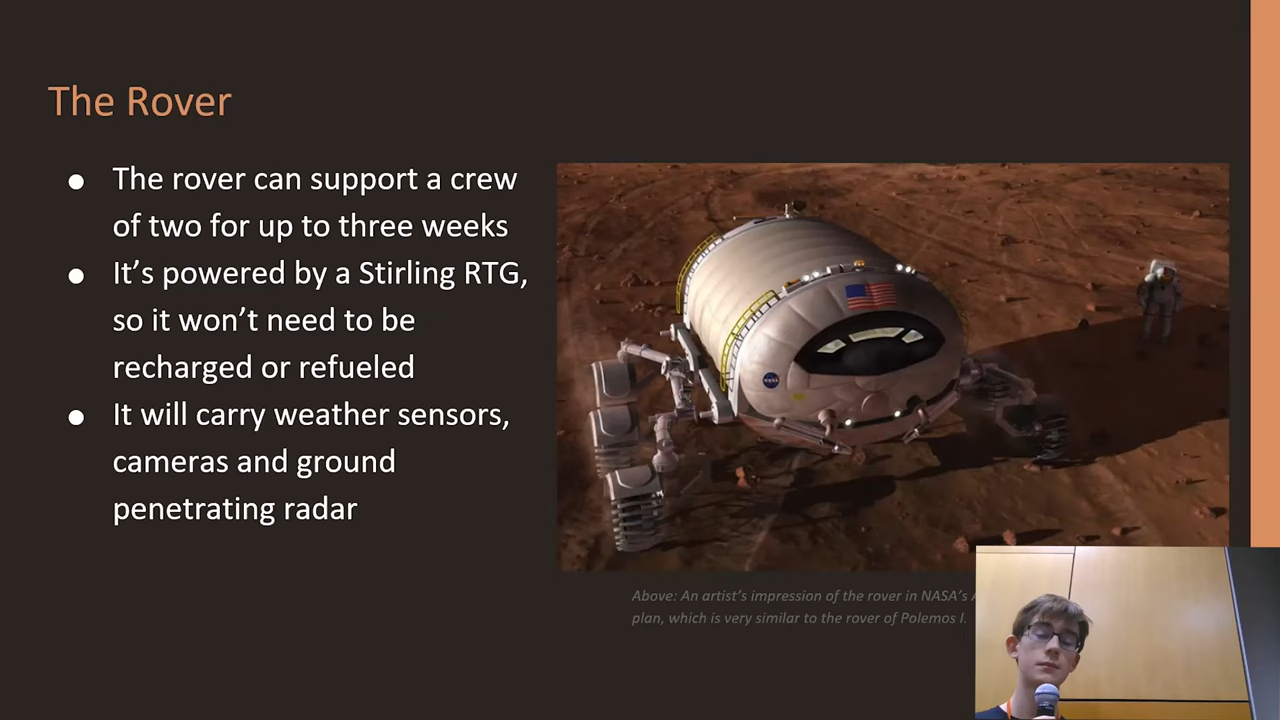 The Rover
● The rover can support a crew
of two for up to three weeks
● It’s powered by a Stirling RTG,
so it won’t need to be
recharged or refueled
● It will carry weather sensors,
cameras and ground
penetrating radar
NASA
Above: An artist’s impression of the rover in NASA’s
plan, which is very similar to the rover of Polemos I.